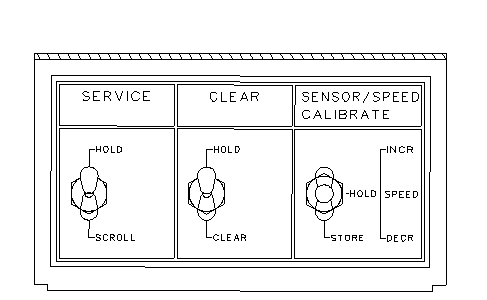 SERVICE
CLEAR
SENSOR/SPEED
CALIBRATE
HOLD
HOLD
INCR
HOLD
SPEED
SCROLL
CLEAR
STORE
DECR